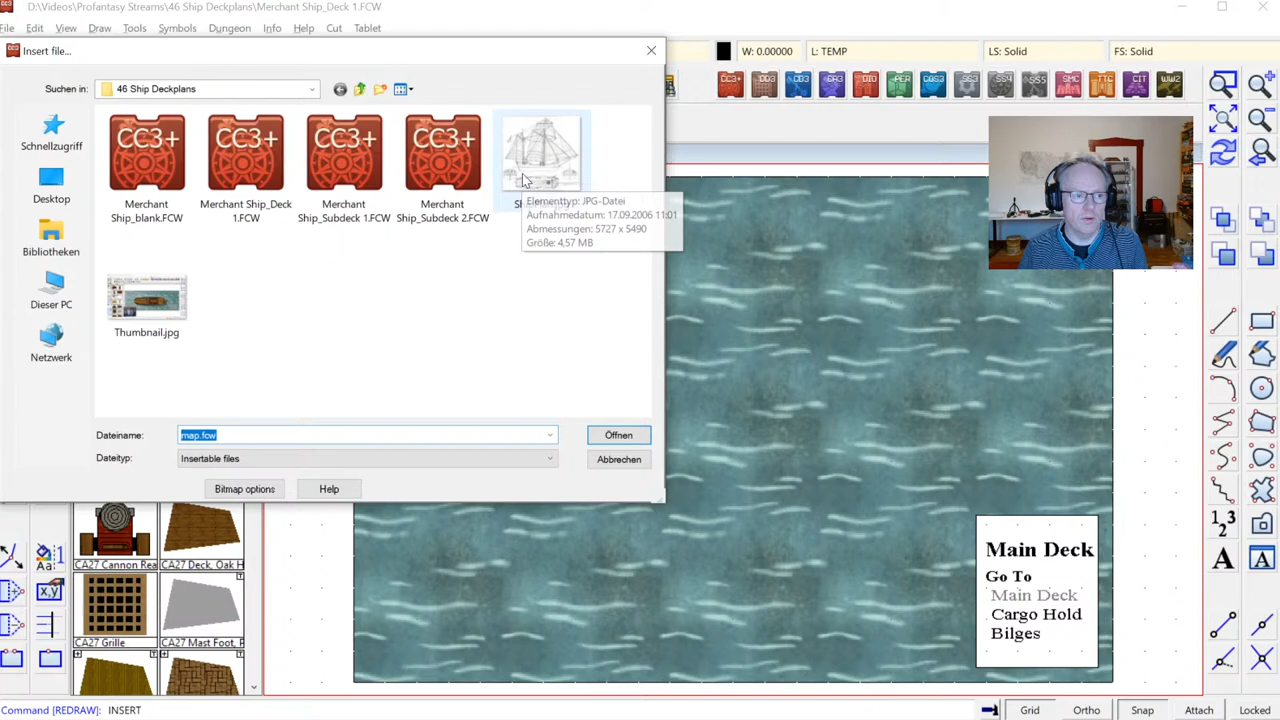 D:\Videos\Profantasy Streams\46 Ship Deckplans\Merchant Ship_Deck 1.FCW
File Edit View Draw Tools Symbols Dungeon Info Help Cut Tablet
Insert file...
W: 0.00000 L: TEMP LS: Solid FS: Solid
Suchen in: 46 Ship Deckplans
CC3+ CC3+ CC3+ CC3+
Schnellzugriff
Desktop
Bibliotheken
Dieser PC
Netzwerk
Merchant
Ship_blank.FCW
Merchant Ship_Deck
1.FCW
Merchant
Ship_Subdeck 1.FCW
Merchant
Ship_Subdeck 2.FCW
Elementtyp: JPG-Datei
Aufnahmedatum: 17.09.2006 11:01
Abmessungen: 5727 x 5490
Größe: 4,57 MB
Thumbnail.jpg
Dateiname: map.fcw Öffnen
Dateityp: Insertable files Abbrechen
Bitmap options Help
CA27 Cannon Rea CA27 Deck, Oak H
CA27 Grille CA27 Mast Foot, F
Main Deck
Go To
Main Deck
Cargo Hold
Bilges
Command [REDRAW]: INSERT
Grid Ortho Snap Attach Locked